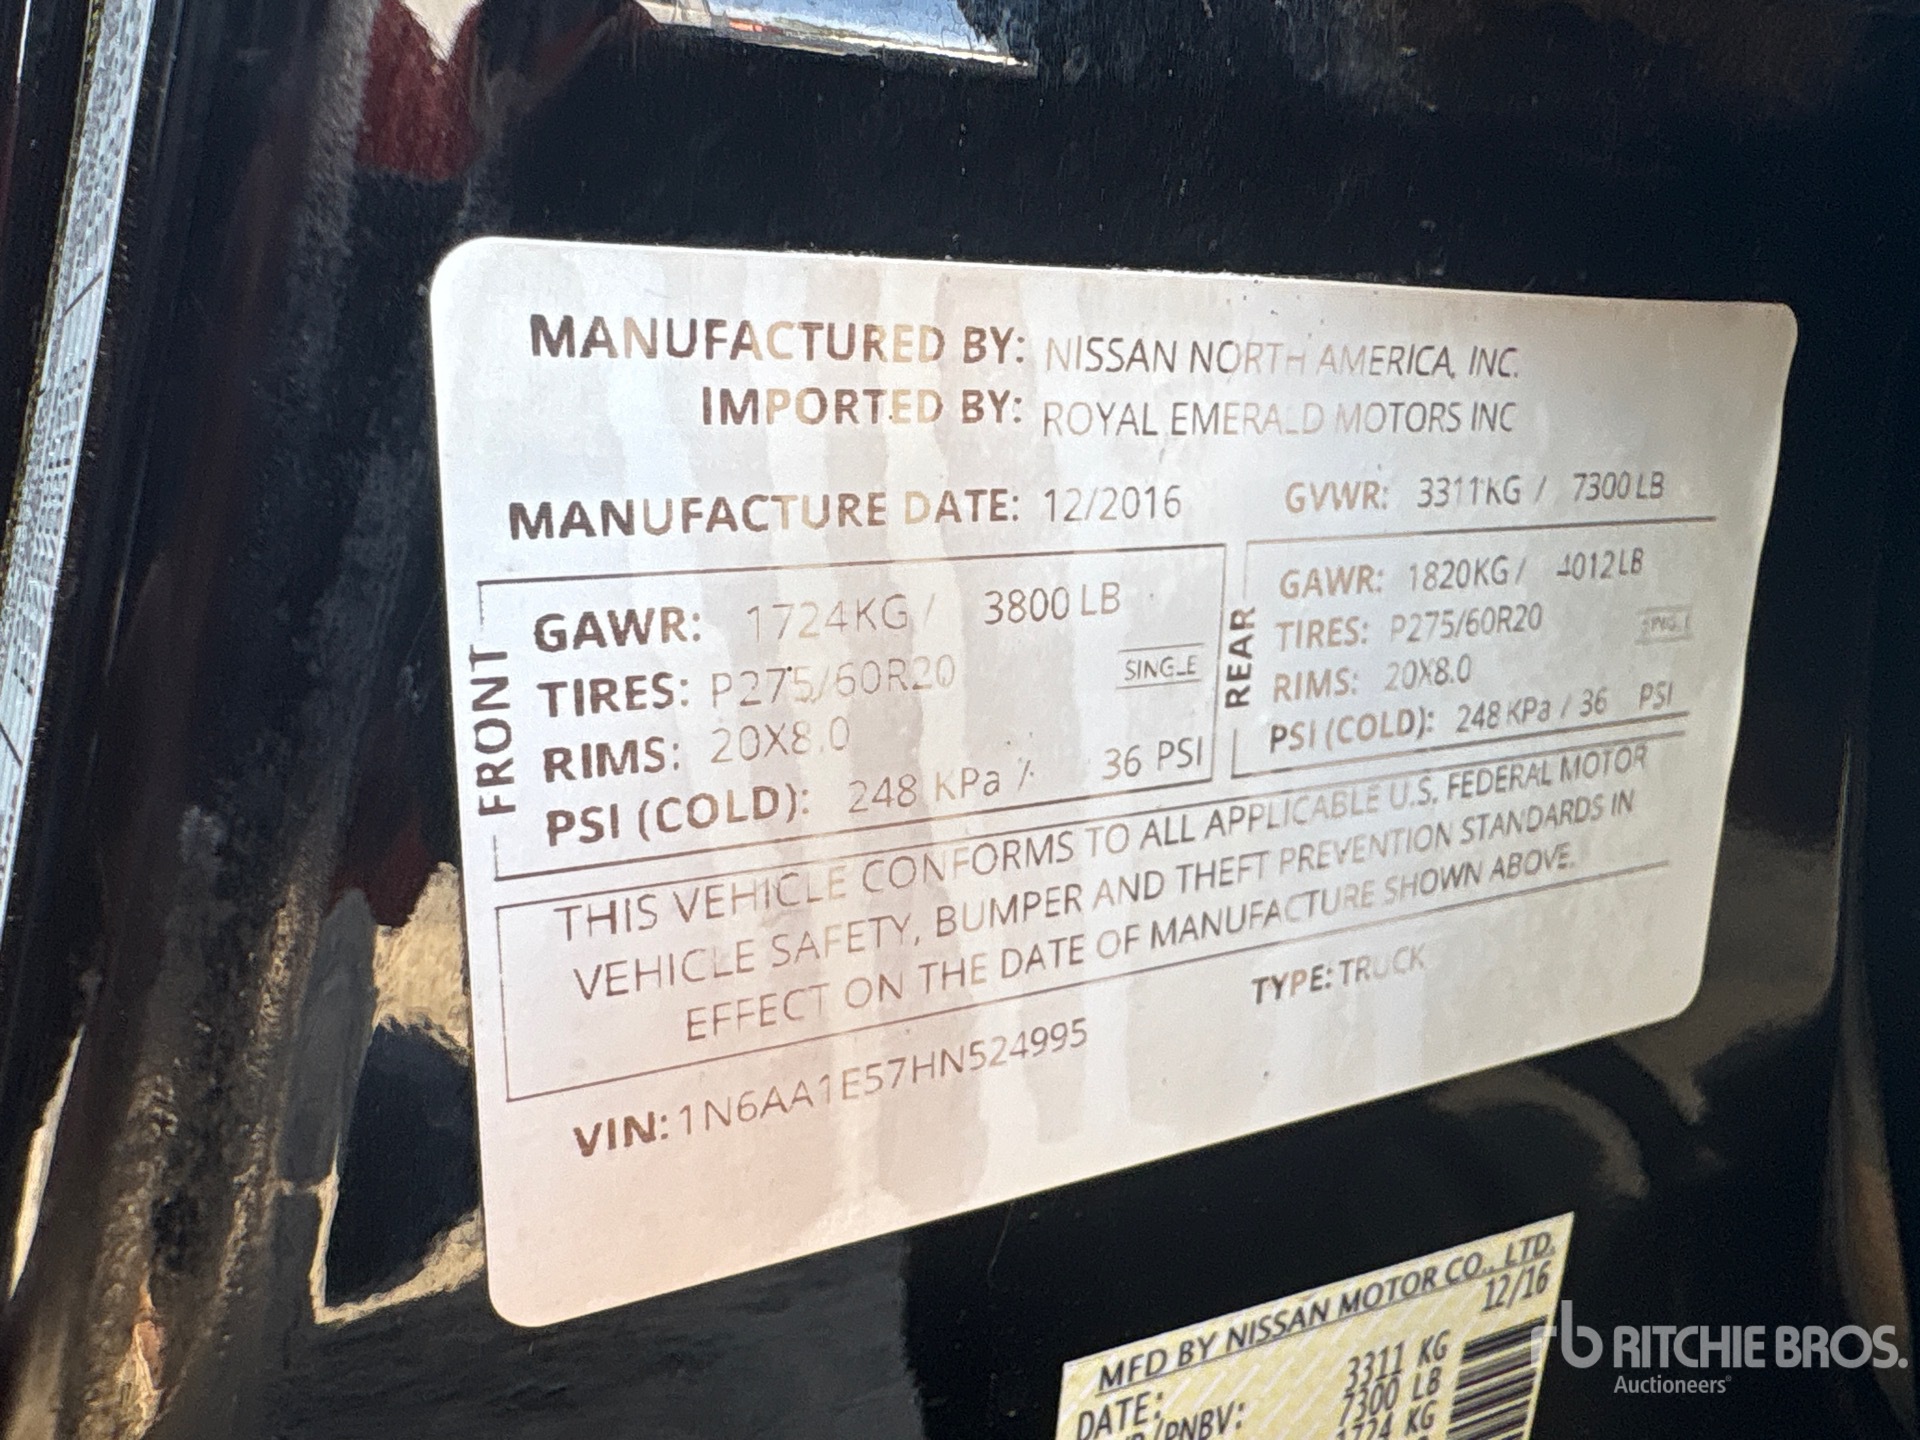 MANUFACTURED BY: NISSAN NORTH AMERICA, INC.
IMPORTED BY: ROYAL EMERALD MOTORS INC
MANUFACTURE DATE: 12/2016 GVWR: 3311KG / 7300 LB
FRONT
GAWR: 1724KG / 3800 LB
TIRES: P275/60R20 SINGLE
RIMS: 20X8.0
PSI (COLD): 248 KPa / 36 PSI
REAR
GAWR: 1820KG / 4012 LB
TIRES: P275/60R20
RIMS: 20X8.0
PSI (COLD): 248 KPa / 36 PSI
THIS VEHICLE CONFORMS TO ALL APPLICABLE U.S. FEDERAL MOTOR
VEHICLE SAFETY, BUMPER AND THEFT PREVENTION STANDARDS IN
EFFECT ON THE DATE OF MANUFACTURE SHOWN ABOVE.
VIN: 1N6AA1E57HN524995 TYPE: TRUCK
MFD BY NISSAN MOTOR CO., LTD.
DATE: 12/16
/PNBV: 3311 KG
7300 LB
1724 KG
rb RITCHIE BROS.
Auctioneers